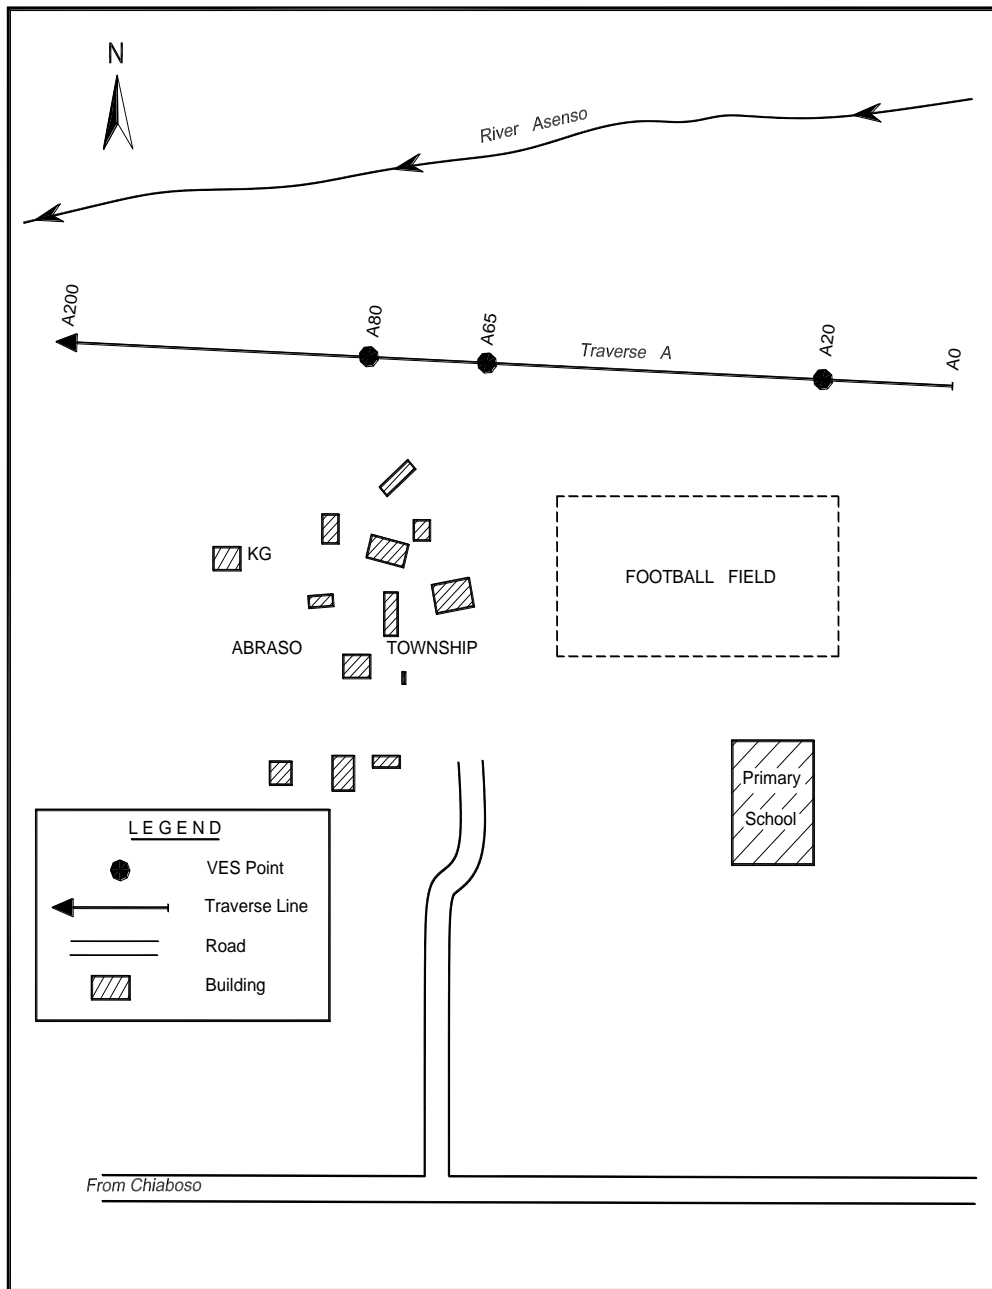 N
River Asenso
A200
A80
A65
A20
A0
Traverse A
KG
FOOTBALL FIELD
ABRASO TOWNSHIP
Primary
School
LEGEND
VES Point
Traverse Line
Road
Building
From Chiaboso